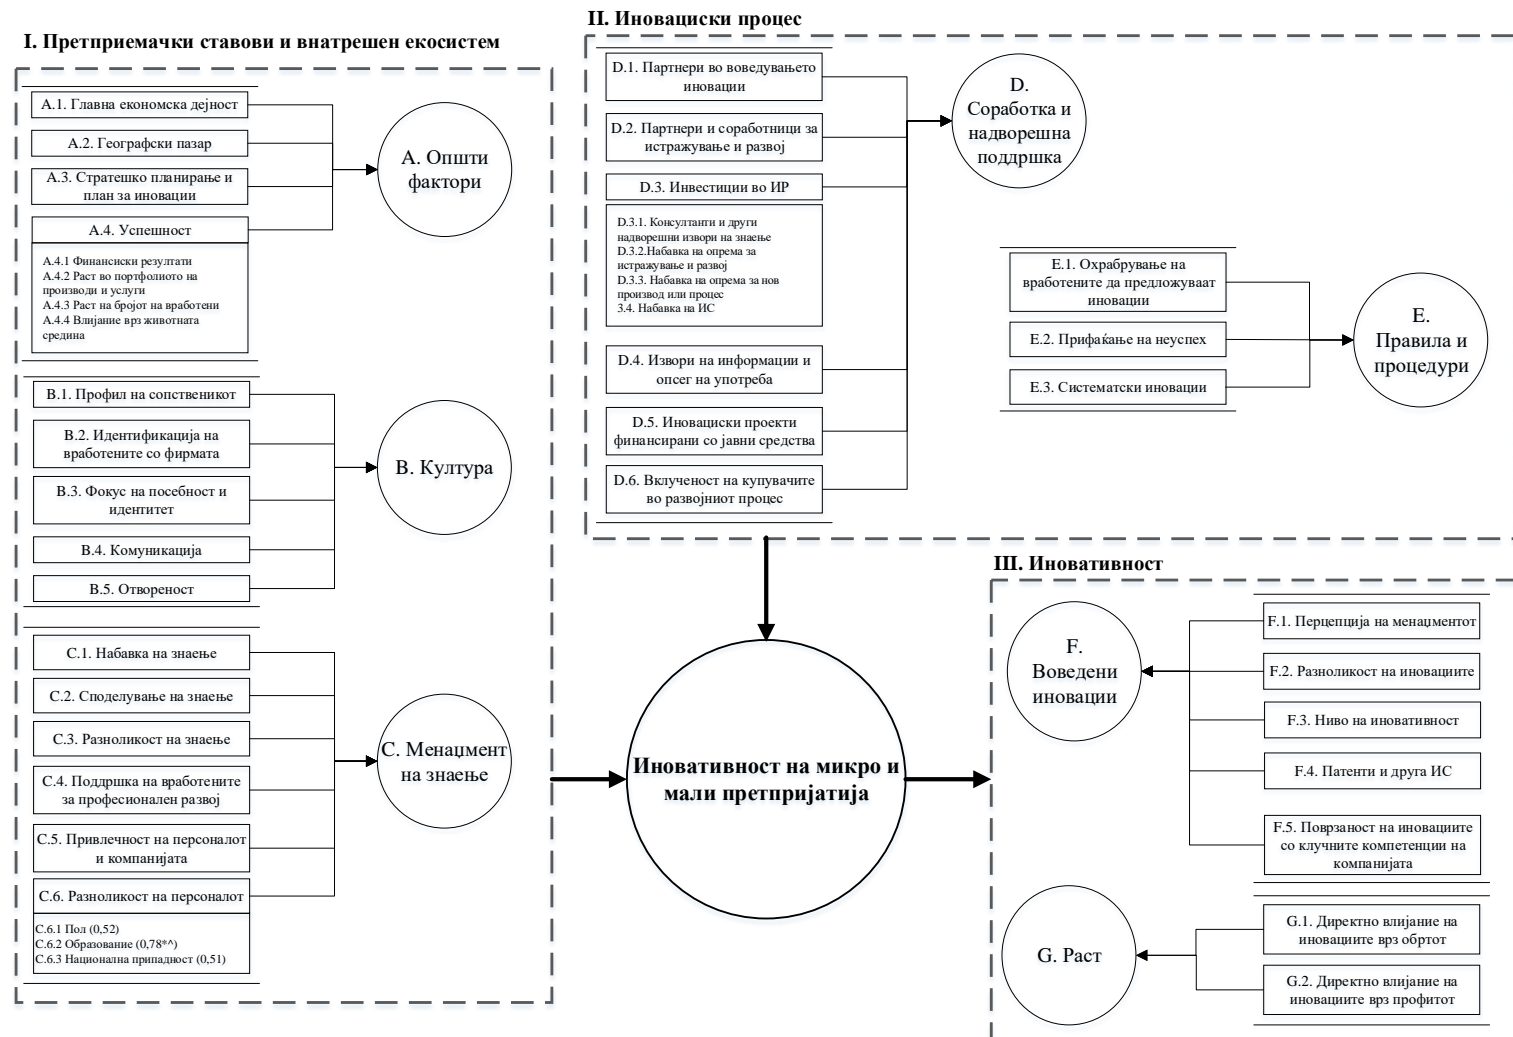 I. Претприемачки ставови и внатрешен екосистем
A.1. Главна економска дејност
A.2. Географски пазар
A.3. Стратешко планирање и
план за иновации
A.4. Успешност
A.4.1 Финансиски резултати
A.4.2 Раст во портфолиото на
производи и услуги
A.4.3 Раст на бројот на вработени
A.4.4 Влијание врз животната
средина
A. Општи
фактори
B.1. Профил на сопственикот
B.2. Идентификација на
вработените со фирмата
B.3. Фокус на посебност и
идентитет
B.4. Комуникација
B.5. Отвореност
B. Култура
C.1. Набавка на знаење
C.2. Споделување на знаење
C.3. Разноликост на знаење
C.4. Поддршка на вработените
за професионален развој
C.5. Привлечност на персоналот
и компанијата
C.6. Разноликост на персоналот
C.6.1 Пол (0,52)
C.6.2 Образование (0,78*^)
C.6.3 Национална припадност (0,51)
C. Менаџмент
на знаење
II. Иновациски процес
D.1. Партнери во воведувањето
иновации
D.2. Партнери и соработници за
истражување и развој
D.3. Инвестиции во ИР
D.3.1. Консултанти и други
надворешни извори на знаење
D.3.2.Набавка на опрема за
истражување и развој
D.3.3. Набавка на опрема за нов
производ или процес
3.4. Набавка на ИС
D.4. Извори на информации и
опсег на употреба
D.5. Иновациски проекти
финансирани со јавни средства
D.6. Вклученост на купувачите
во развојниот процес
D.
Соработка и
надворешна
поддршка
E.1. Охрабрување на
вработените да предложуваат
иновации
E.2. Прифаќање на неуспех
E.3. Систематски иновации
E.
Правила и
процедури
Иновативност на микро и
мали претпријатија
III. Иновативност
F.
Воведени
иновации
F.1. Перцепција на менаџментот
F.2. Разноликост на иновациите
F.3. Ниво на иновативност
F.4. Патенти и друга ИС
F.5. Поврзаност на иновациите
со клучните компетенции на
компанијата
G. Раст
G.1. Директно влијание на
иновациите врз обртот
G.2. Директно влијание на
иновациите врз профитот